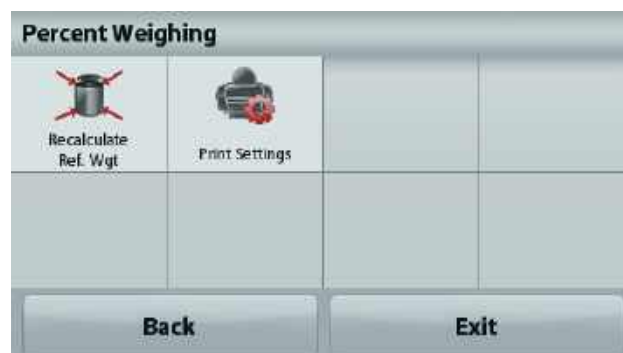 Percent Weighing
Recalculate
Ref. Wgt
Print Settings
Back
Exit